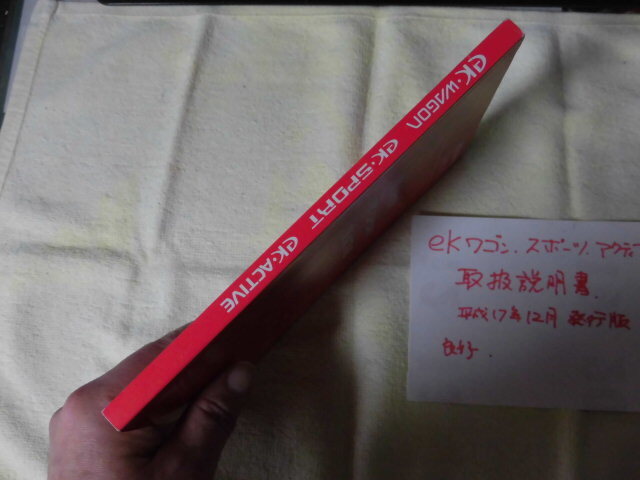 eK·WAGON eK·SPORT eK·ACTIVE
ekワゴン.スポーツ.アクティ
取扱説明書.
平成17年12月 発行版
良好.